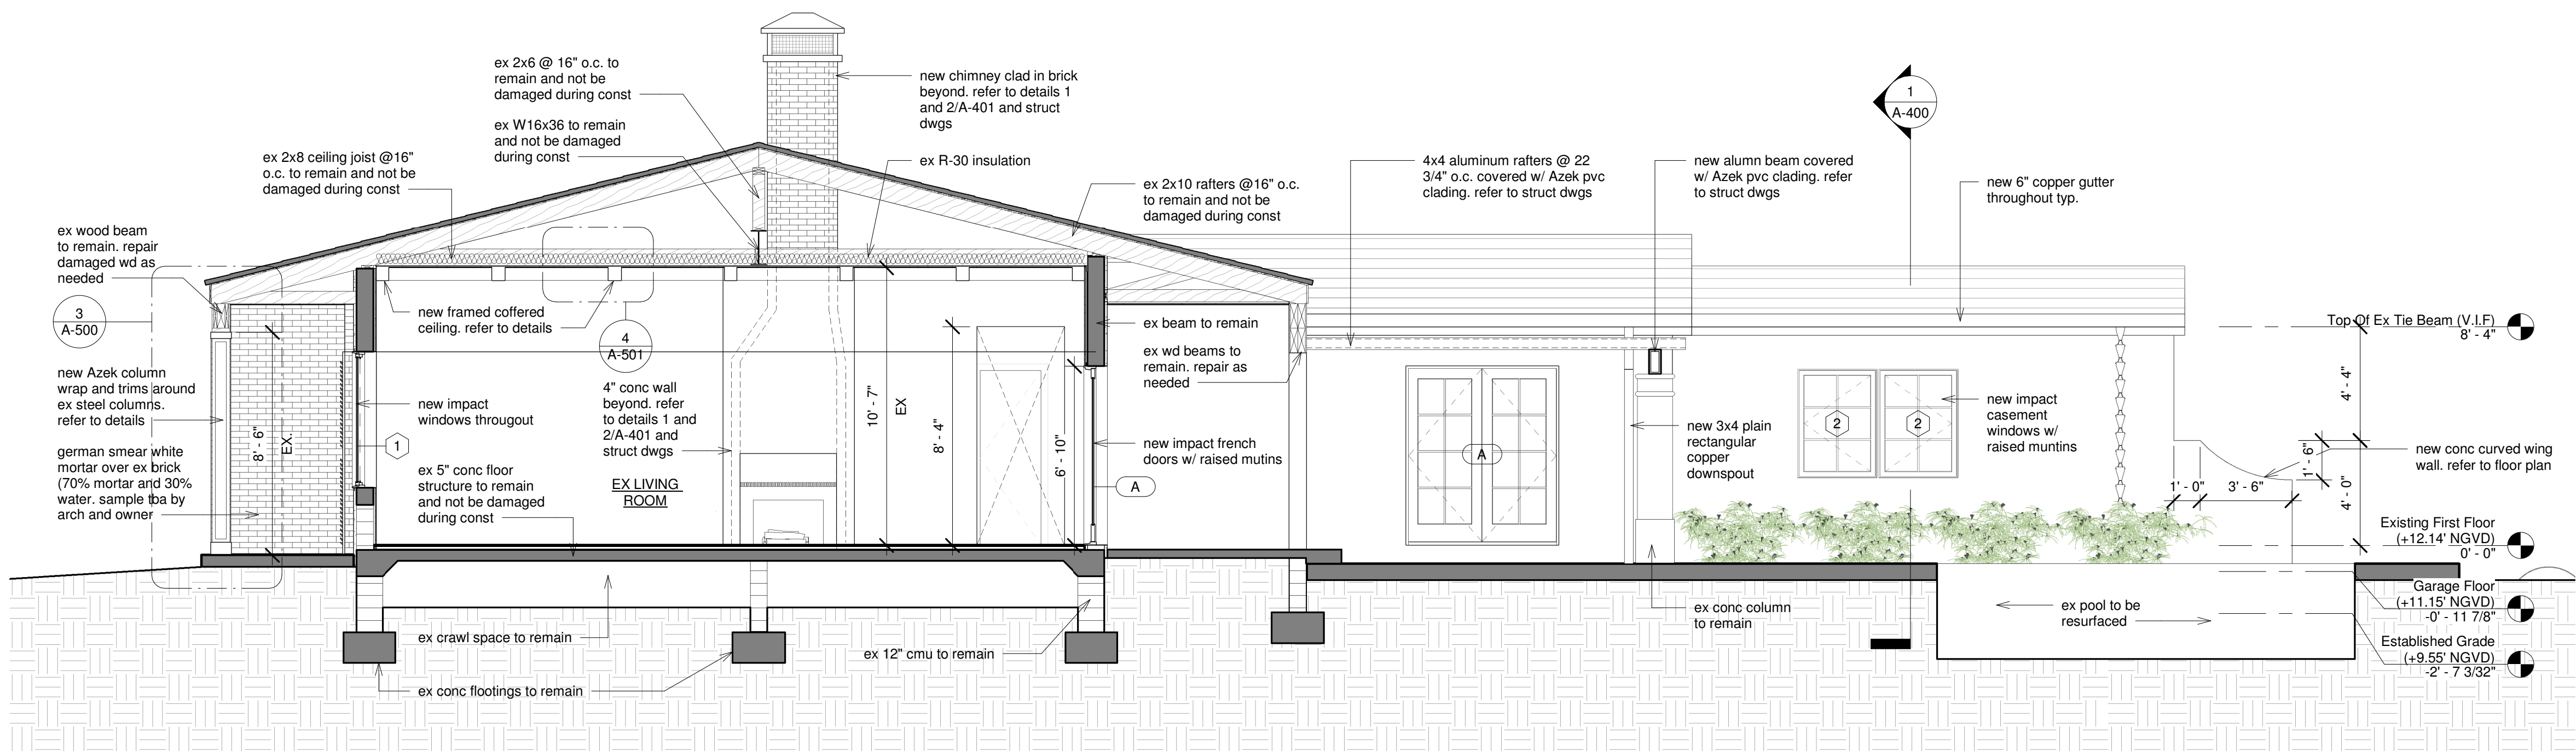 ex 2x6 @ 16" o.c. to
remain and not be
damaged during const
ex W16x36 to remain
and not be damaged
during const
ex 2x8 ceiling joist @16"
o.c. to remain and not be
damaged during const
new chimney clad in brick
beyond. refer to details 1
and 2/A-401 and struct
dwgs
ex R-30 insulation
ex 2x10 rafters @16" o.c.
to remain and not be
damaged during const
4x4 aluminum rafters @ 22
3/4" o.c. covered w/ Azek pvc
clading. refer to struct dwgs
new alumn beam covered
w/ Azek pvc clading. refer
to struct dwgs
1
A-400
new 6" copper gutter
throughout typ.
ex wood beam
to remain. repair
damaged wd as
needed
3
A-500
new Azek column
wrap and trims around
ex steel columns.
refer to details
german smear white
mortar over ex brick
(70% mortar and 30%
water. sample tba by
arch and owner
8' - 6"
EX.
new framed coffered
ceiling. refer to details
4
A-501
new impact
windows througout
1
4" conc wall
beyond. refer
to details 1 and
2/A-401 and
struct dwgs
ex 5" conc floor
structure to remain
and not be damaged
during const
EX LIVING
ROOM
10' - 7"
EX
8' - 4"
6' - 10"
ex beam to remain
ex wd beams to
remain. repair as
needed
new impact french
doors w/ raised mutins
A
A
new 3x4 plain
rectangular
copper
downspout
2
2
new impact
casement
windows w/
raised muntins
1' - 0"
3' - 6"
1' - 6"
4' - 4"
4' - 0"
Top Of Ex Tie Beam (V.I.F)
8' - 4"
new conc curved wing
wall. refer to floor plan
Existing First Floor
(+12.14' NGVD)
0' - 0"
Garage Floor
(+11.15' NGVD)
-0' - 11 7/8"
Established Grade
(+9.55' NGVD)
-2' - 7 3/32"
ex crawl space to remain
ex conc flootings to remain
ex 12" cmu to remain
ex conc column
to remain
ex pool to be
resurfaced